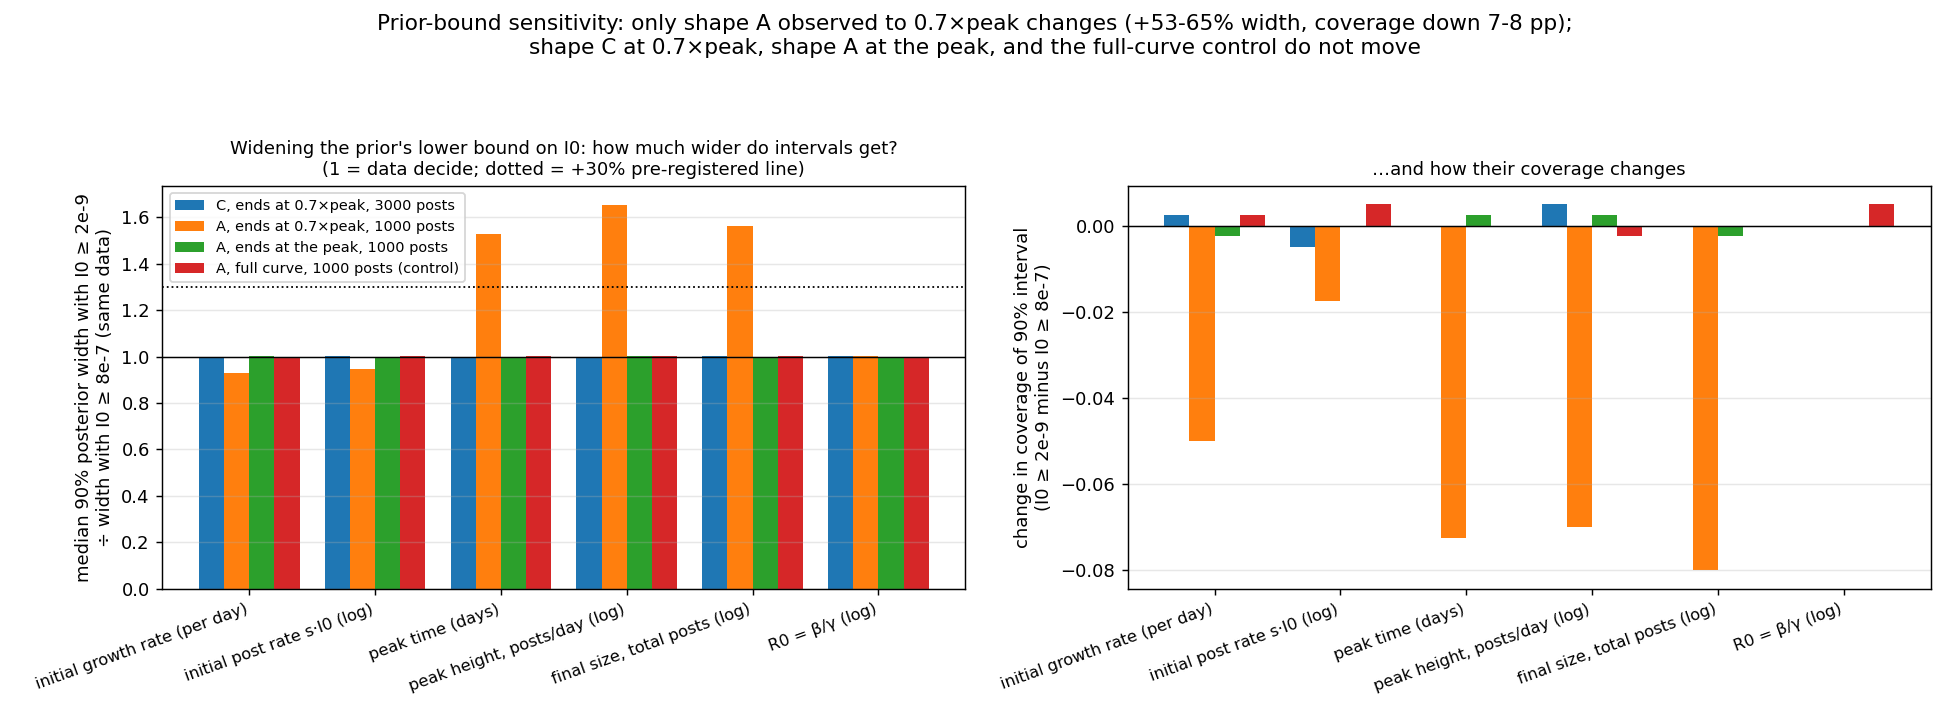 Prior-bound sensitivity: only shape A observed to 0.7×peak changes (+53-65% width, coverage down 7-8 pp);
shape C at 0.7×peak, shape A at the peak, and the full-curve control do not move
Widening the prior's lower bound on I0: how much wider do intervals get?
(1 = data decide; dotted = +30% pre-registered line)
median 90% posterior width with I0 ≥ 2e-9
÷ width with I0 ≥ 8e-7 (same data)
1.6
1.4
1.2
1.0
0.8
0.6
0.4
0.2
0.0
C, ends at 0.7×peak, 3000 posts
A, ends at 0.7×peak, 1000 posts
A, ends at the peak, 1000 posts
A, full curve, 1000 posts (control)
initial growth rate (per day)
initial post rate s·I0 (log)
peak time (days)
peak height, posts/day (log)
final size, total posts (log)
R0 = β/γ (log)
...and how their coverage changes
change in coverage of 90% interval
(I0 ≥ 2e-9 minus I0 ≥ 8e-7)
0.00
−0.02
−0.04
−0.06
−0.08
initial growth rate (per day)
initial post rate s·I0 (log)
peak time (days)
peak height, posts/day (log)
final size, total posts (log)
R0 = β/γ (log)